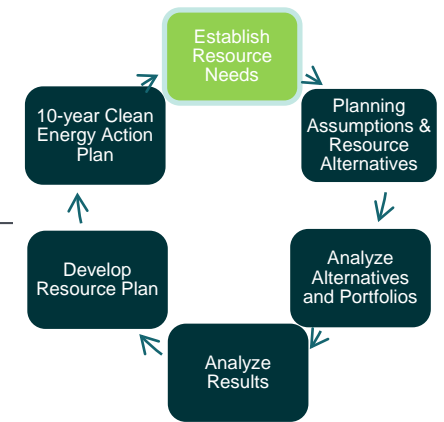 Establish
Resource
Needs
Planning
Assumptions &
Resource
Alternatives
Analyze
Alternatives
and Portfolios
Analyze
Results
Develop
Resource Plan
10-year Clean
Energy Action
Plan